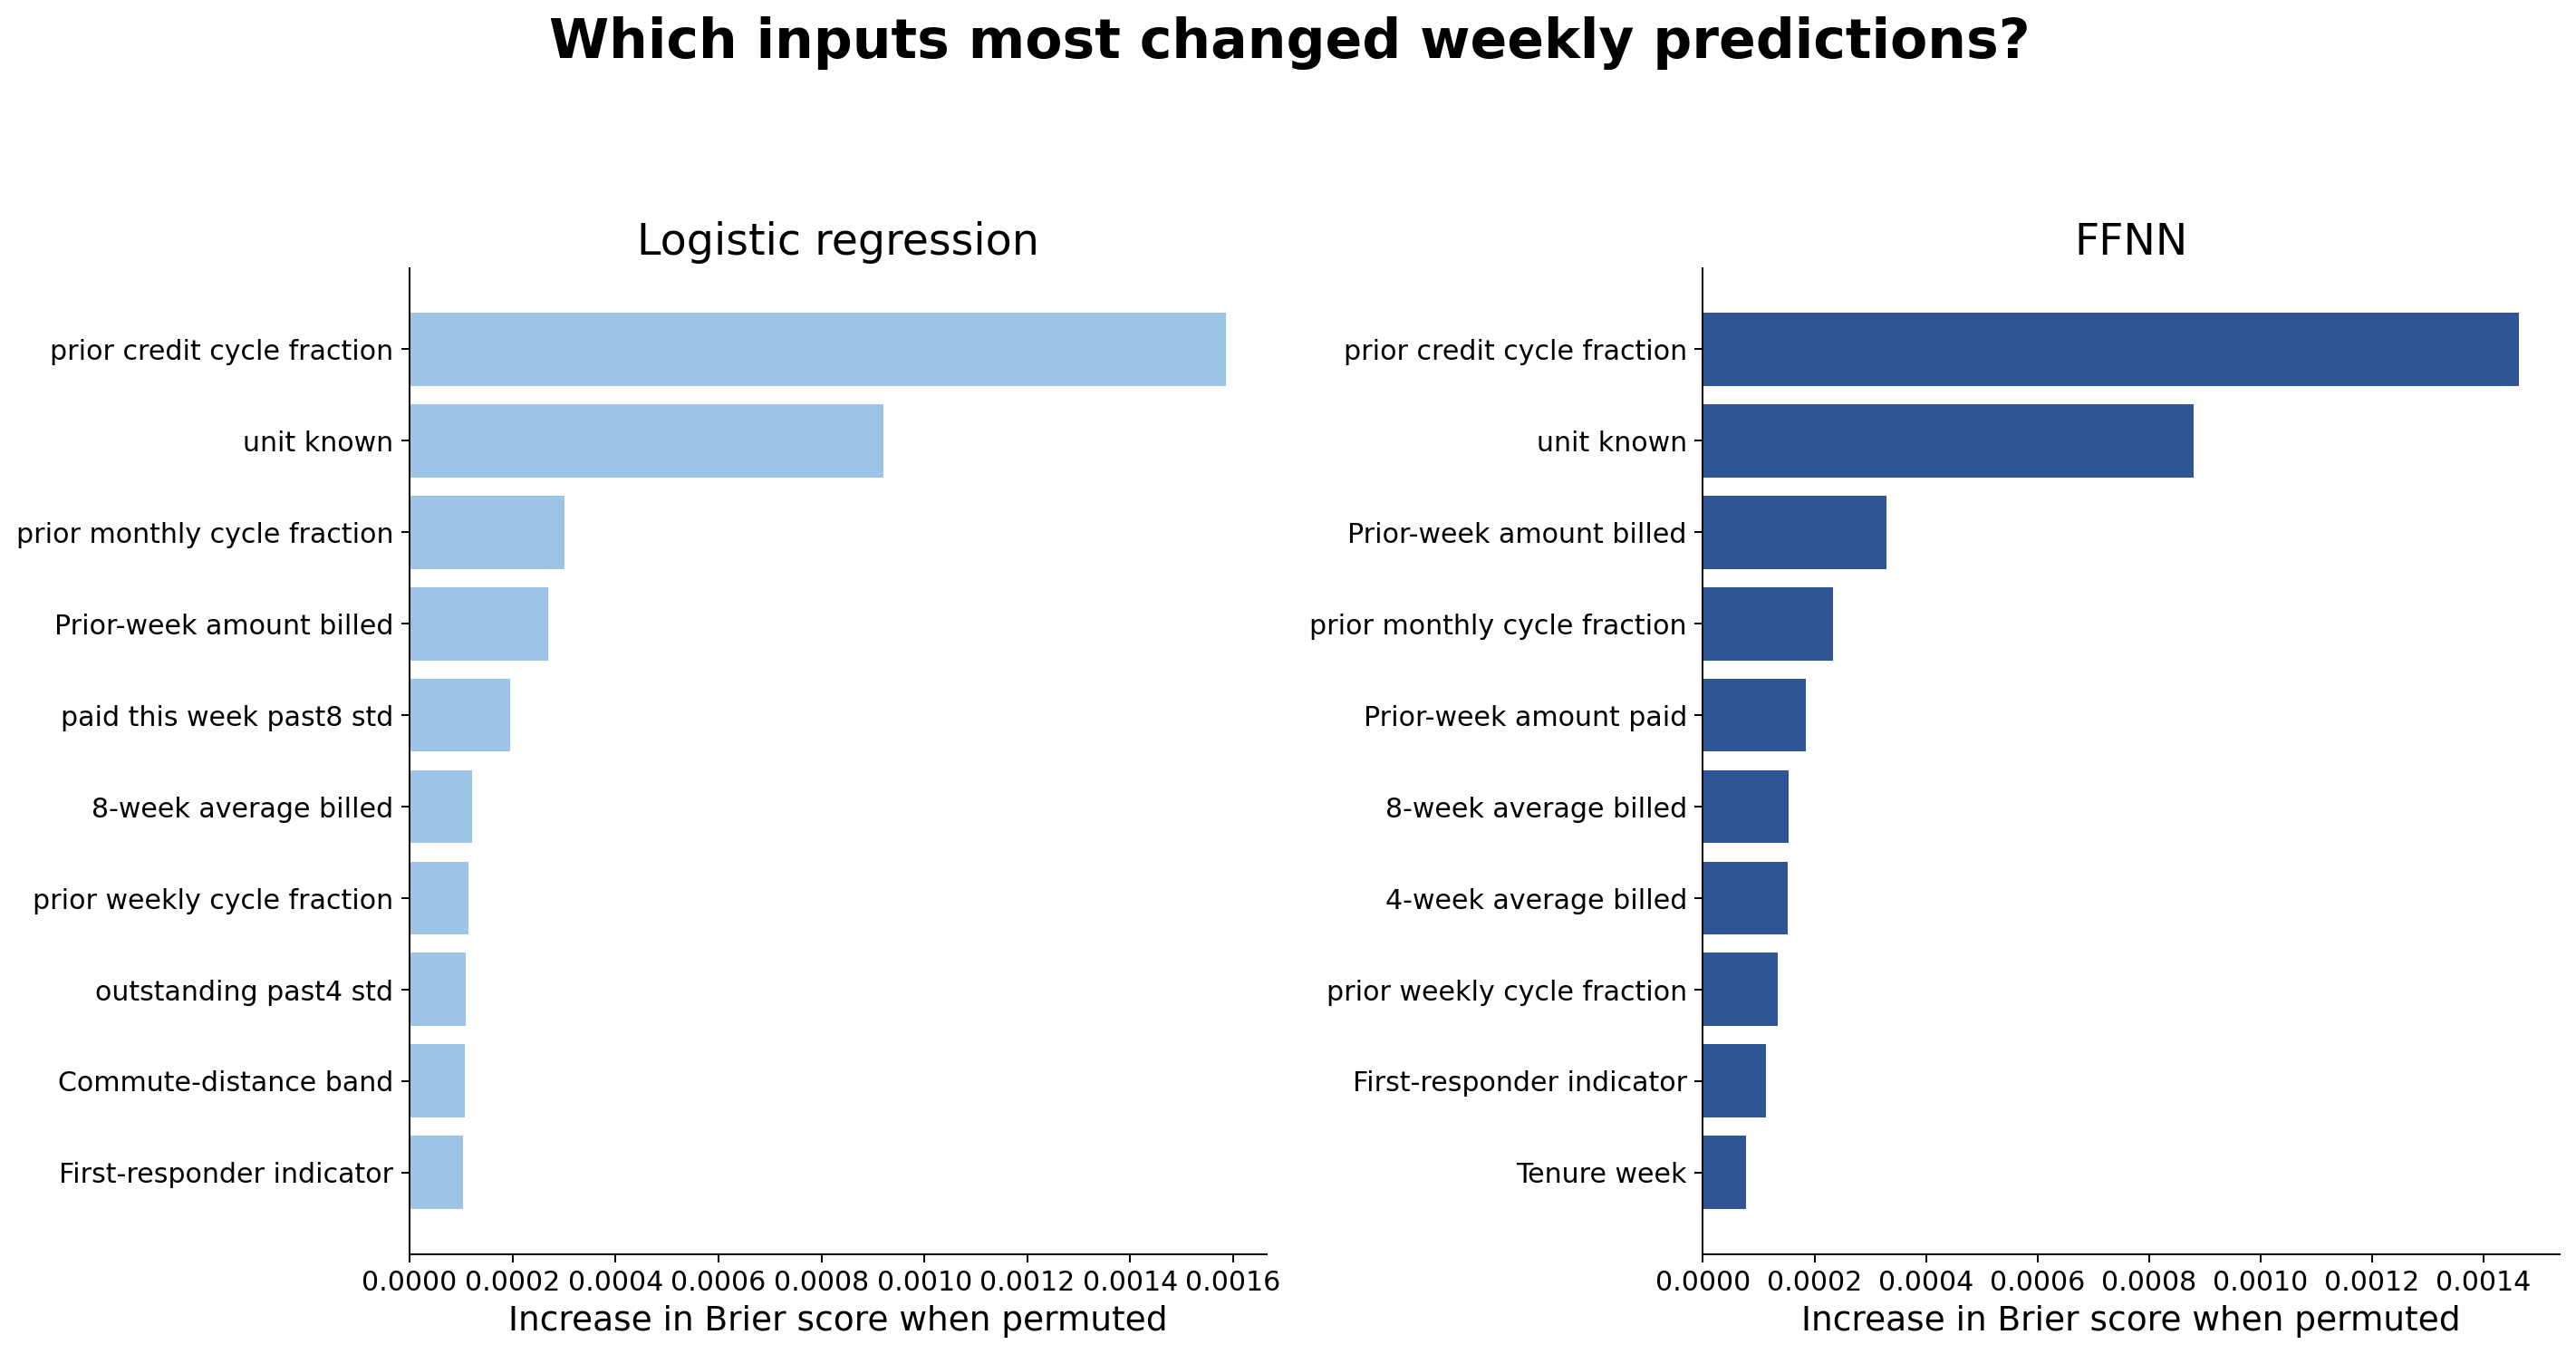 Which inputs most changed weekly predictions?
Logistic regression
prior credit cycle fraction
unit known
prior monthly cycle fraction
Prior-week amount billed
paid this week past8 std
8-week average billed
prior weekly cycle fraction
outstanding past4 std
Commute-distance band
First-responder indicator
0.0000 0.0002 0.0004 0.0006 0.0008 0.0010 0.0012 0.0014 0.0016
Increase in Brier score when permuted
FFNN
prior credit cycle fraction
unit known
Prior-week amount billed
prior monthly cycle fraction
Prior-week amount paid
8-week average billed
4-week average billed
prior weekly cycle fraction
First-responder indicator
Tenure week
0.0000 0.0002 0.0004 0.0006 0.0008 0.0010 0.0012 0.0014
Increase in Brier score when permuted